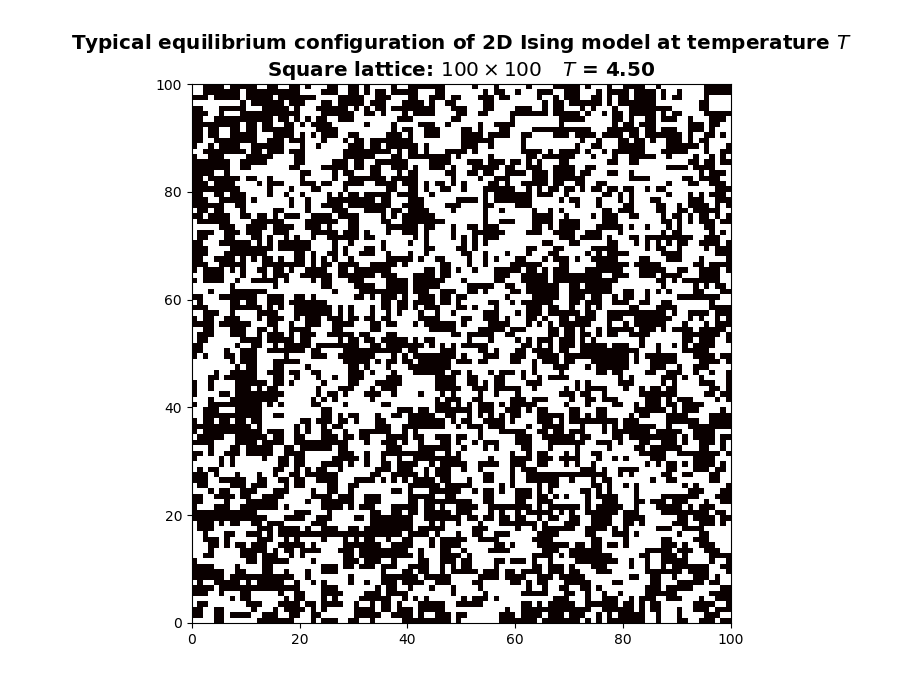 Typical equilibrium configuration of 2D Ising model at temperature T
Square lattice: 100 × 100 T = 4.50
100
80
60
40
20
0
0 20 40 60 80 100